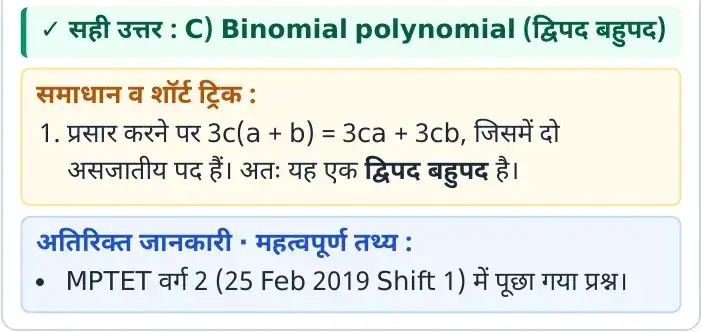 ✓ सही उत्तर : C) Binomial polynomial (द्विपद बहुपद)
समाधान व शॉर्ट ट्रिक :
1. प्रसार करने पर 3c(a + b) = 3ca + 3cb, जिसमें दो
असजातीय पद हैं। अतः यह एक द्विपद बहुपद है।
अतिरिक्त जानकारी · महत्वपूर्ण तथ्य :
• MPTET वर्ग 2 (25 Feb 2019 Shift 1) में पूछा गया प्रश्न।